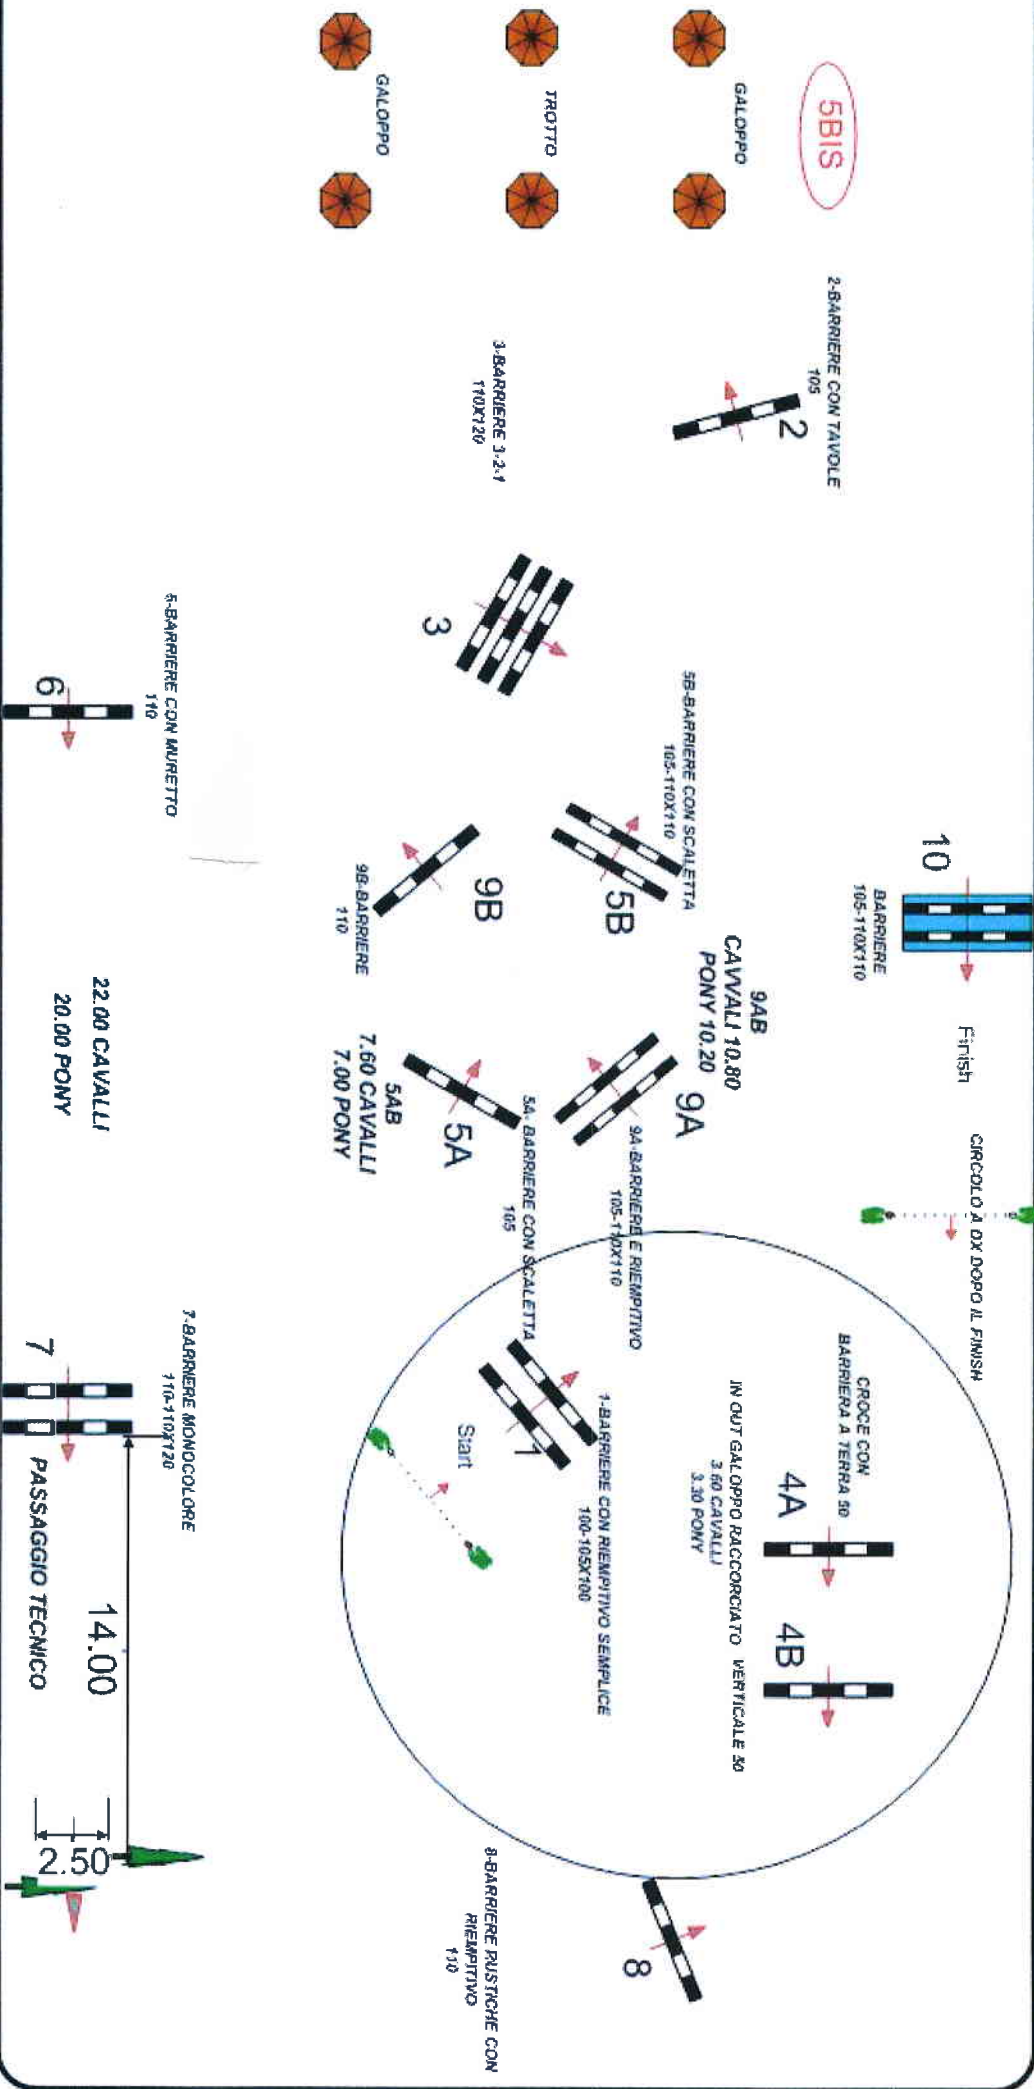 5BIS
GALOPPO
TROTTO
GALOPPO
2-BARRIERE CON TAVOLE
105
2
3-BARRIERE 3-2-1
110X120
3
6-BARRIERE CON MURETTO
110
6
5B-BARRIERE CON SCALETTA
105-110X110
5B
9B
9B-BARRIERE
110
10
BARRIERE
105-110X110
Finish
CIRCOLO A DX DOPO IL FINISH
9AB
CAVVALI 10.80
PONY 10.20
9A
9A-BARRIERE E RIEMPITIVO
105-110X110
5A
5A- BARRIERE CON SCALETTA
105
5AB
7.60 CAVALLI
7.00 PONY
22.00 CAVALLI
20.00 PONY
CROCE CON
BARRIERA A TERRA 50
4A
4B
IN OUT GALOPPO RACCORCIATO VERTICALE 50
3.60 CAVALLI
3.30 PONY
1-BARRIERE CON RIEMPITIVO SEMPLICE
100-105X100
1
Start
7-BARRIERE MONOCOLORE
110-110X120
7
PASSAGGIO TECNICO
14.00
2.50
8
8-BARRIERE RUSTICHE CON
RIEMPITIVO
110